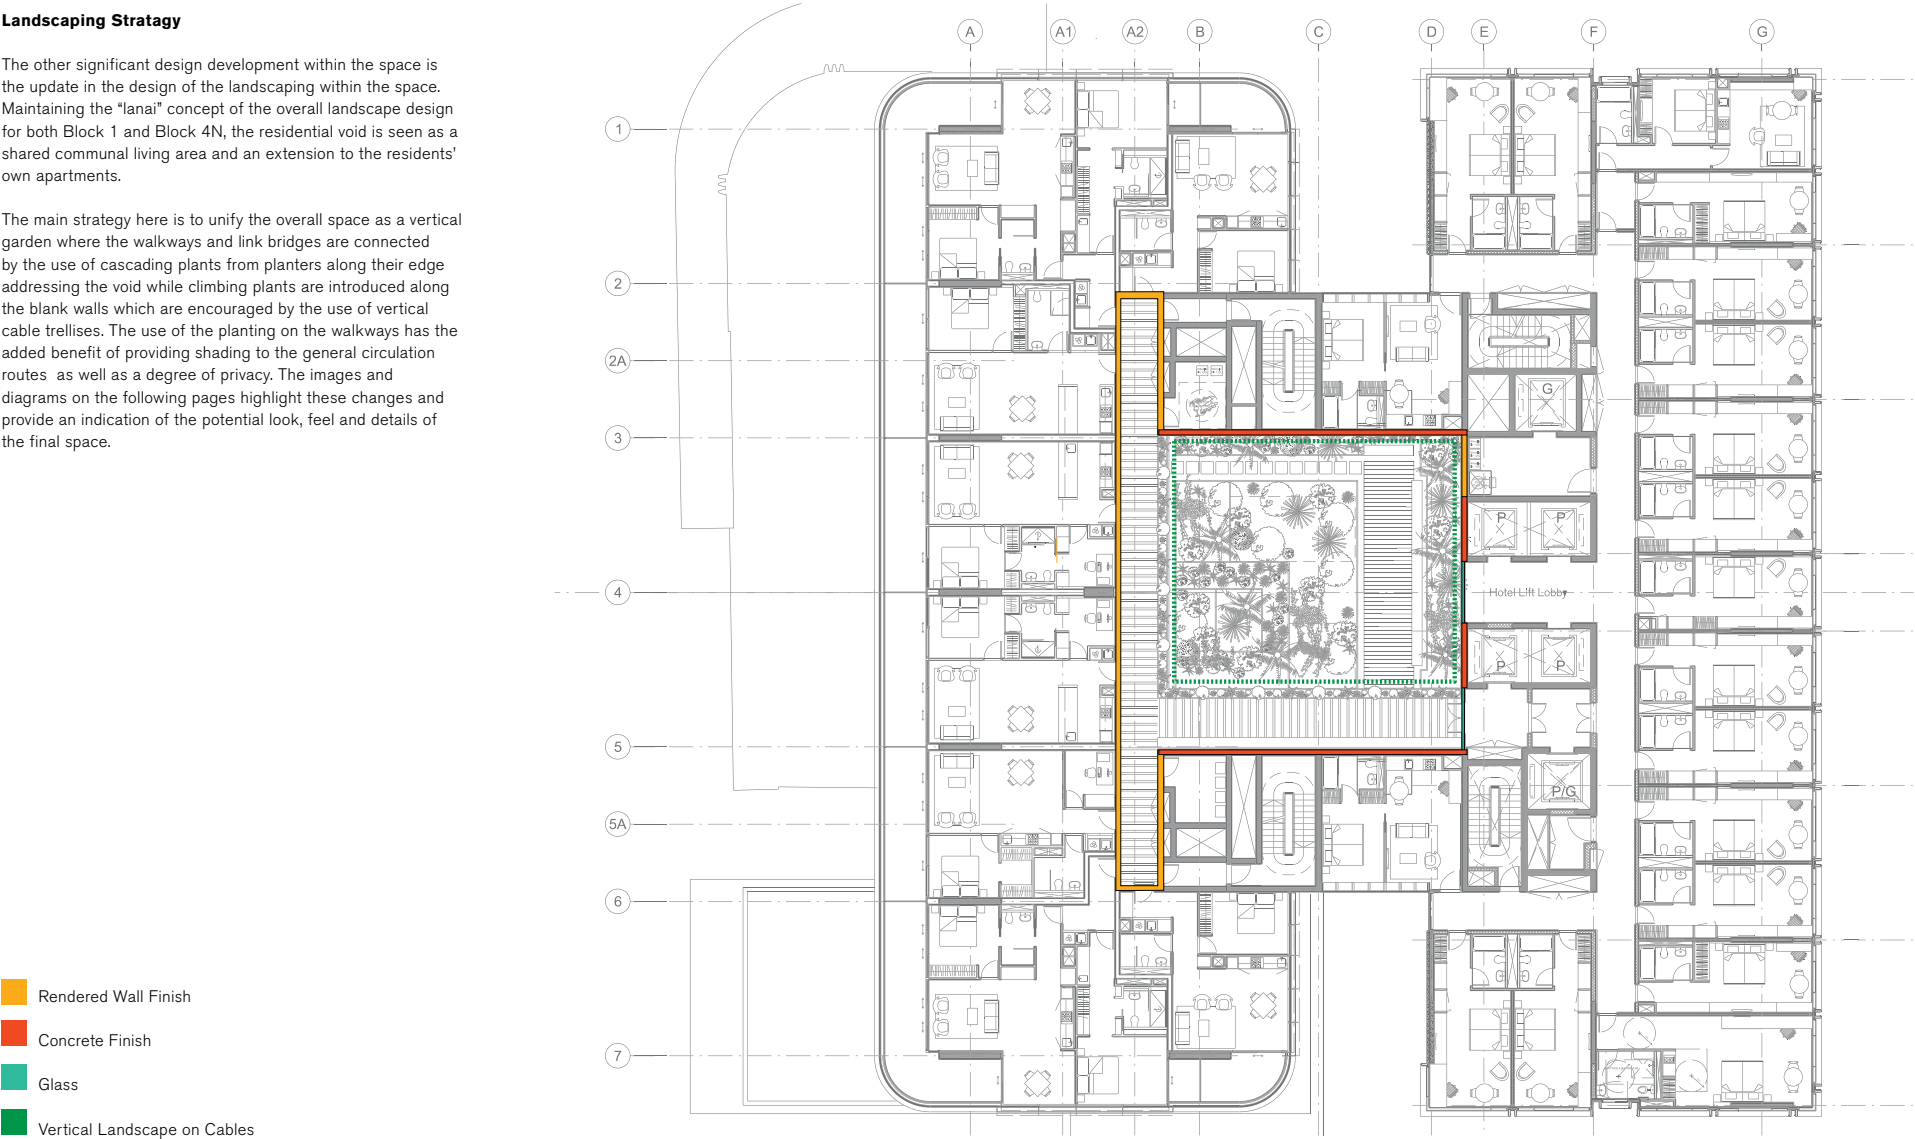 Landscaping Stratagy
The other significant design development within the space is
the update in the design of the landscaping within the space.
Maintaining the “lanai” concept of the overall landscape design
for both Block 1 and Block 4N, the residential void is seen as a
shared communal living area and an extension to the residents’
own apartments.
The main strategy here is to unify the overall space as a vertical
garden where the walkways and link bridges are connected
by the use of cascading plants from planters along their edge
addressing the void while climbing plants are introduced along
the blank walls which are encouraged by the use of vertical
cable trellises. The use of the planting on the walkways has the
added benefit of providing shading to the general circulation
routes as well as a degree of privacy. The images and
diagrams on the following pages highlight these changes and
provide an indication of the potential look, feel and details of
the final space.
Rendered Wall Finish
Concrete Finish
Glass
Vertical Landscape on Cables
A A1 A2 B C D E F G
1
2
2A
3
4
5
5A
6
7
G
P P
Hotel Lift Lobby
P P
P/G